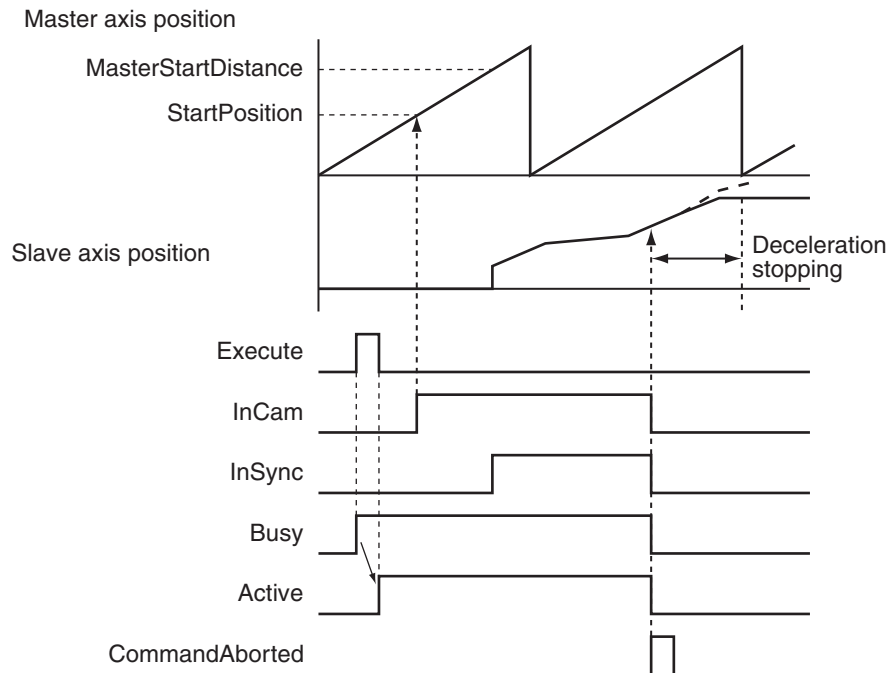 Master axis position
MasterStartDistance
StartPosition
Slave axis position
Deceleration
stopping
Execute
InCam
InSync
Busy
Active
CommandAborted